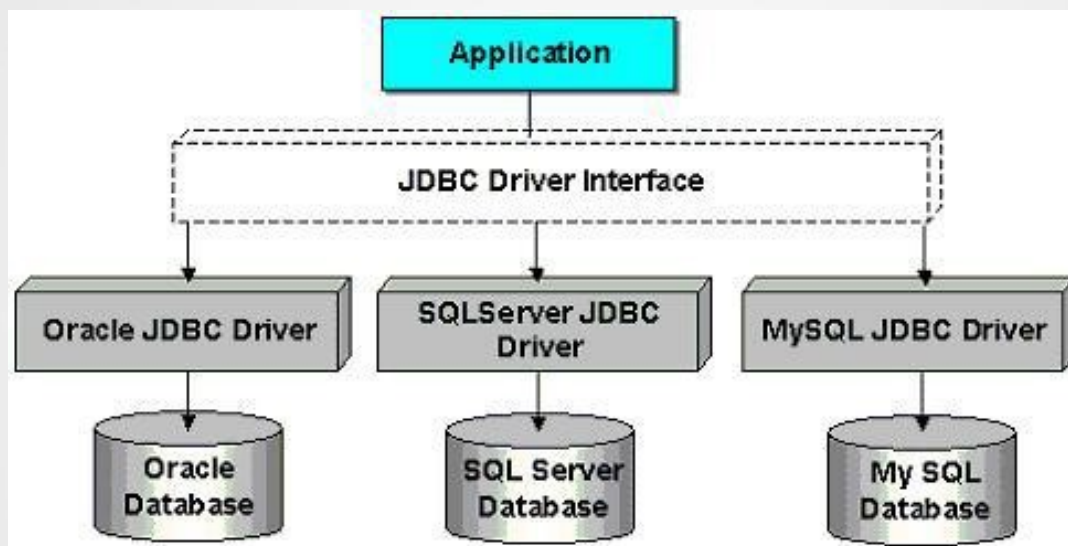 Application
JDBC Driver Interface
Oracle JDBC Driver
SQLServer JDBC
Driver
MySQL JDBC Driver
Oracle
Database
SQL Server
Database
My SQL
Database